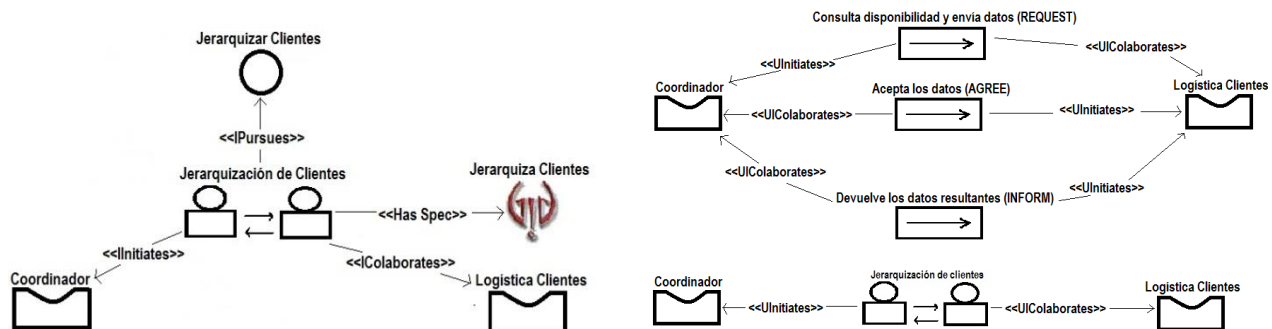 Jerarquizar Clientes
<<IPursues>>
Jerarquización de Clientes
Jerarquiza Clientes
<<Has Spec>>
<<IInitiates>>
<<IColaborates>>
Coordinador
Logistica Clientes
Consulta disponibilidad y envía datos (REQUEST)
<<UIColaborates>>
<<UInitiates>>
Coordinador
Logistica Clientes
Acepta los datos (AGREE)
<<UIColaborates>>
<<UInitiates>>
<<UIColaborates>>
<<UInitiates>>
Devuelve los datos resultantes (INFORM)
Jerarquización de clientes
Coordinador
Logistica Clientes
<<UInitiates>>
<<UIColaborates>>